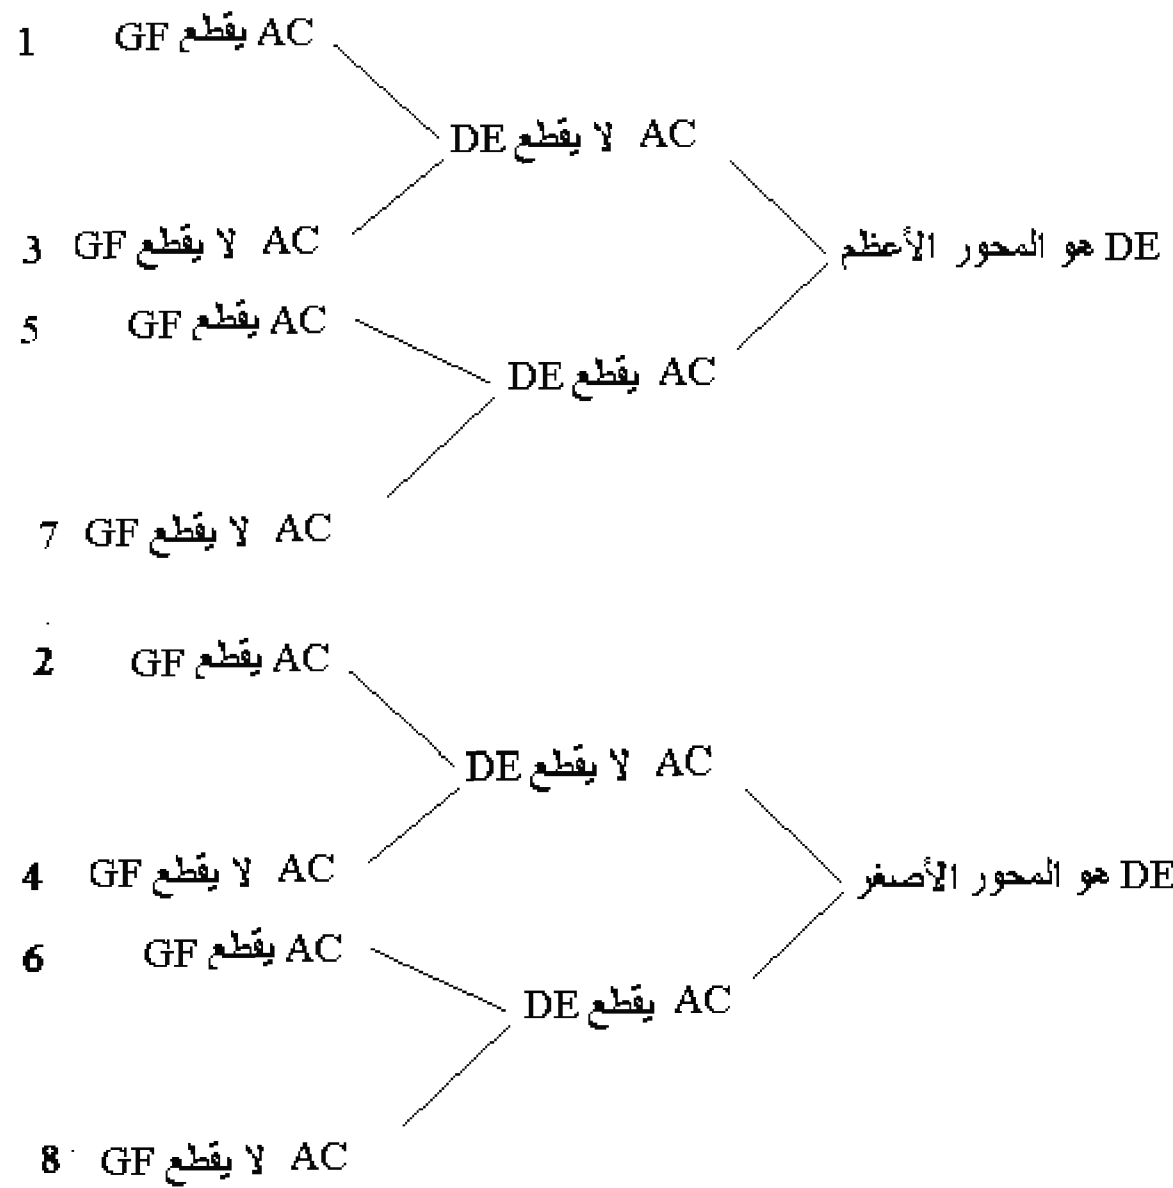 1 AC يقطع GF
AC لا يقطع DE
3 AC لا يقطع GF
DE هو المحور الأعظم
5 AC يقطع GF
AC يقطع DE
7 AC لا يقطع GF
2 AC يقطع GF
AC لا يقطع DE
4 AC لا يقطع GF
DE هو المحور الأصغر
6 AC يقطع GF
AC يقطع DE
8 AC لا يقطع GF